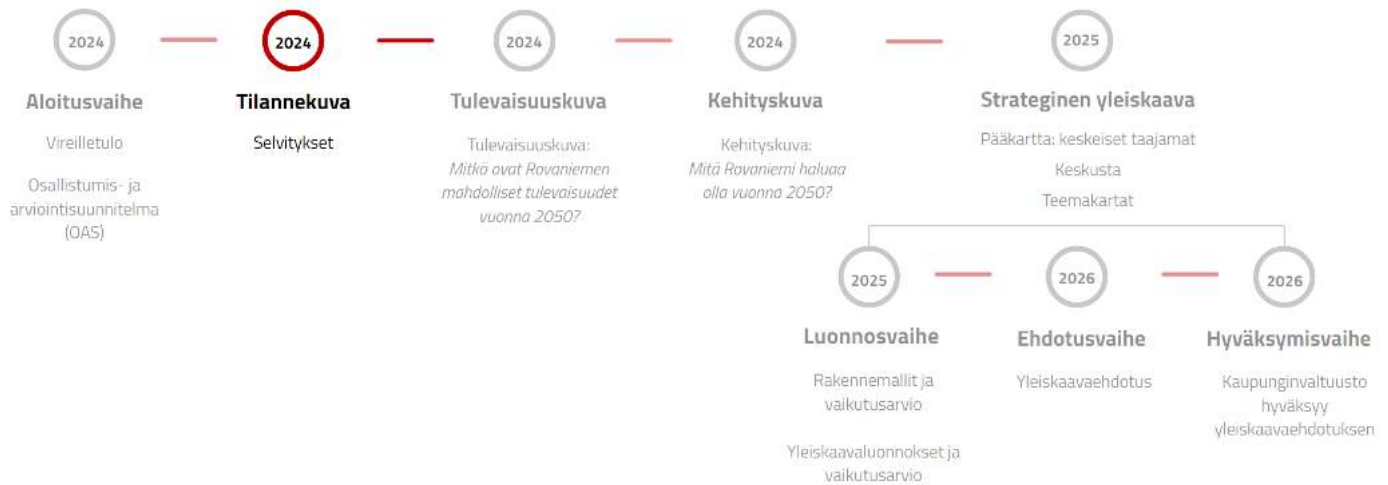 2024
Aloitusvaihe
Vireilletulo
Osallistumis- ja
arviointisuunnitelma
(OAS)
2024
Tilannekuva
Selvitykset
2024
Tulevaisuuskuva
Tulevaisuuskuva:
Mitkä ovat Rovaniemen
mahdolliset tulevaisuudet
vuonna 2050?
2024
Kehityskuva
Kehityskuva:
Mitä Rovaniemi haluaa
olla vuonna 2050?
2025
Strateginen yleiskaava
Pääkartta: keskeiset taajamat
Keskusta
Teemakartat
2025
Luonnosvaihe
Rakennemallit ja
vaikutusarvio
Yleiskaavaluonnokset ja
vaikutusarvio
2026
Ehdotusvaihe
Yleiskaavaehdotus
2026
Hyväksymisvaihe
Kaupunginvaltuusto
hyväksyy
yleiskaavaehdotuksen